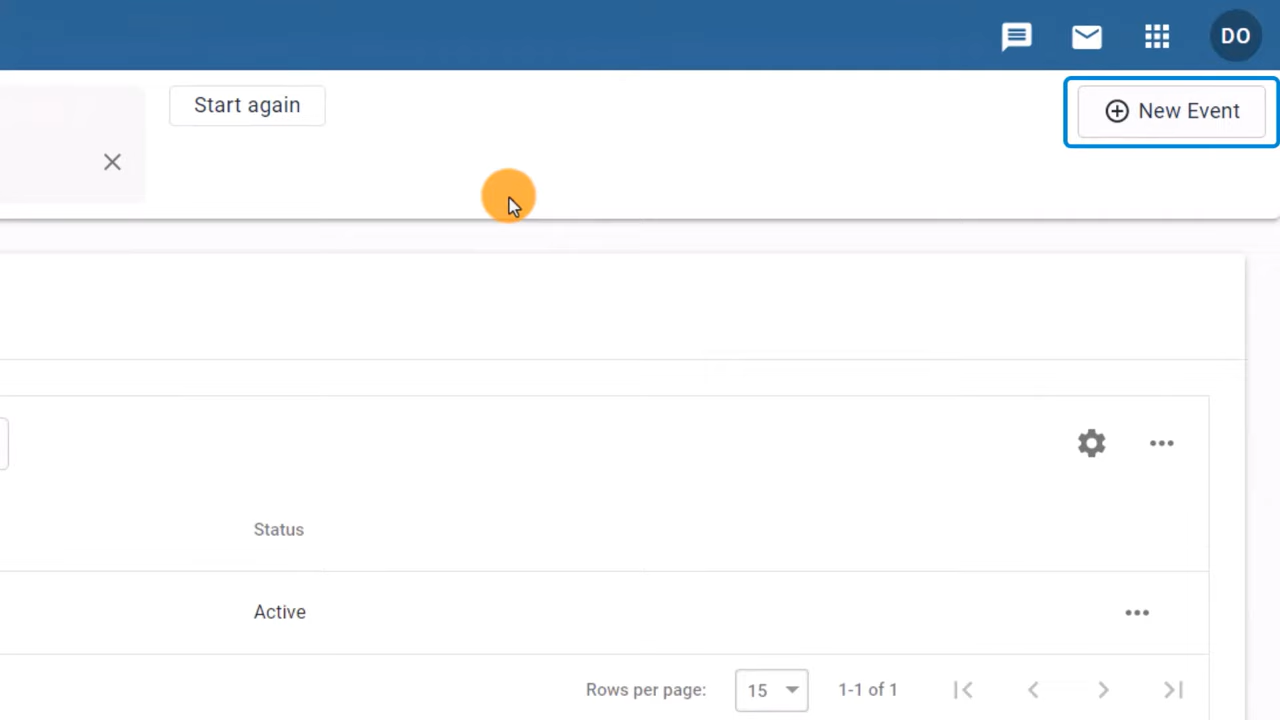 DO
Start again
New Event
Status
Active
Rows per page: 15 1-1 of 1